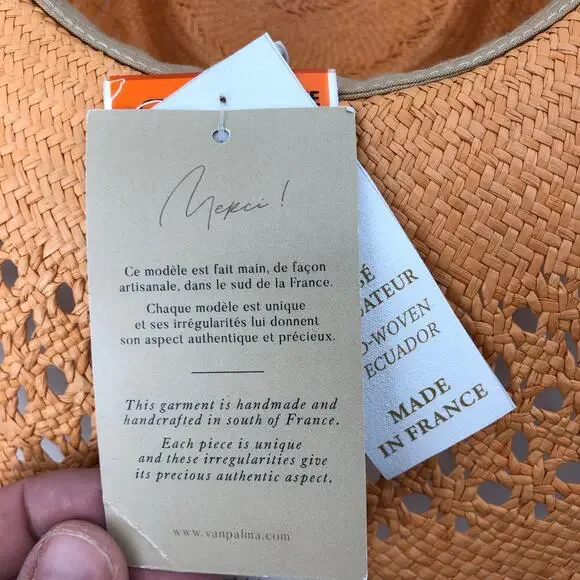 Merci !
Ce modèle est fait main, de façon
artisanale, dans le sud de la France.
Chaque modèle est unique
et ses irrégularités lui donnent
son aspect authentique et précieux.
This garment is handmade and
handcrafted in south of France.
Each piece is unique
and these irregularities give
its precious authentic aspect.
www.vanpalma.com
ECUADOR
MADE
IN FRANCE